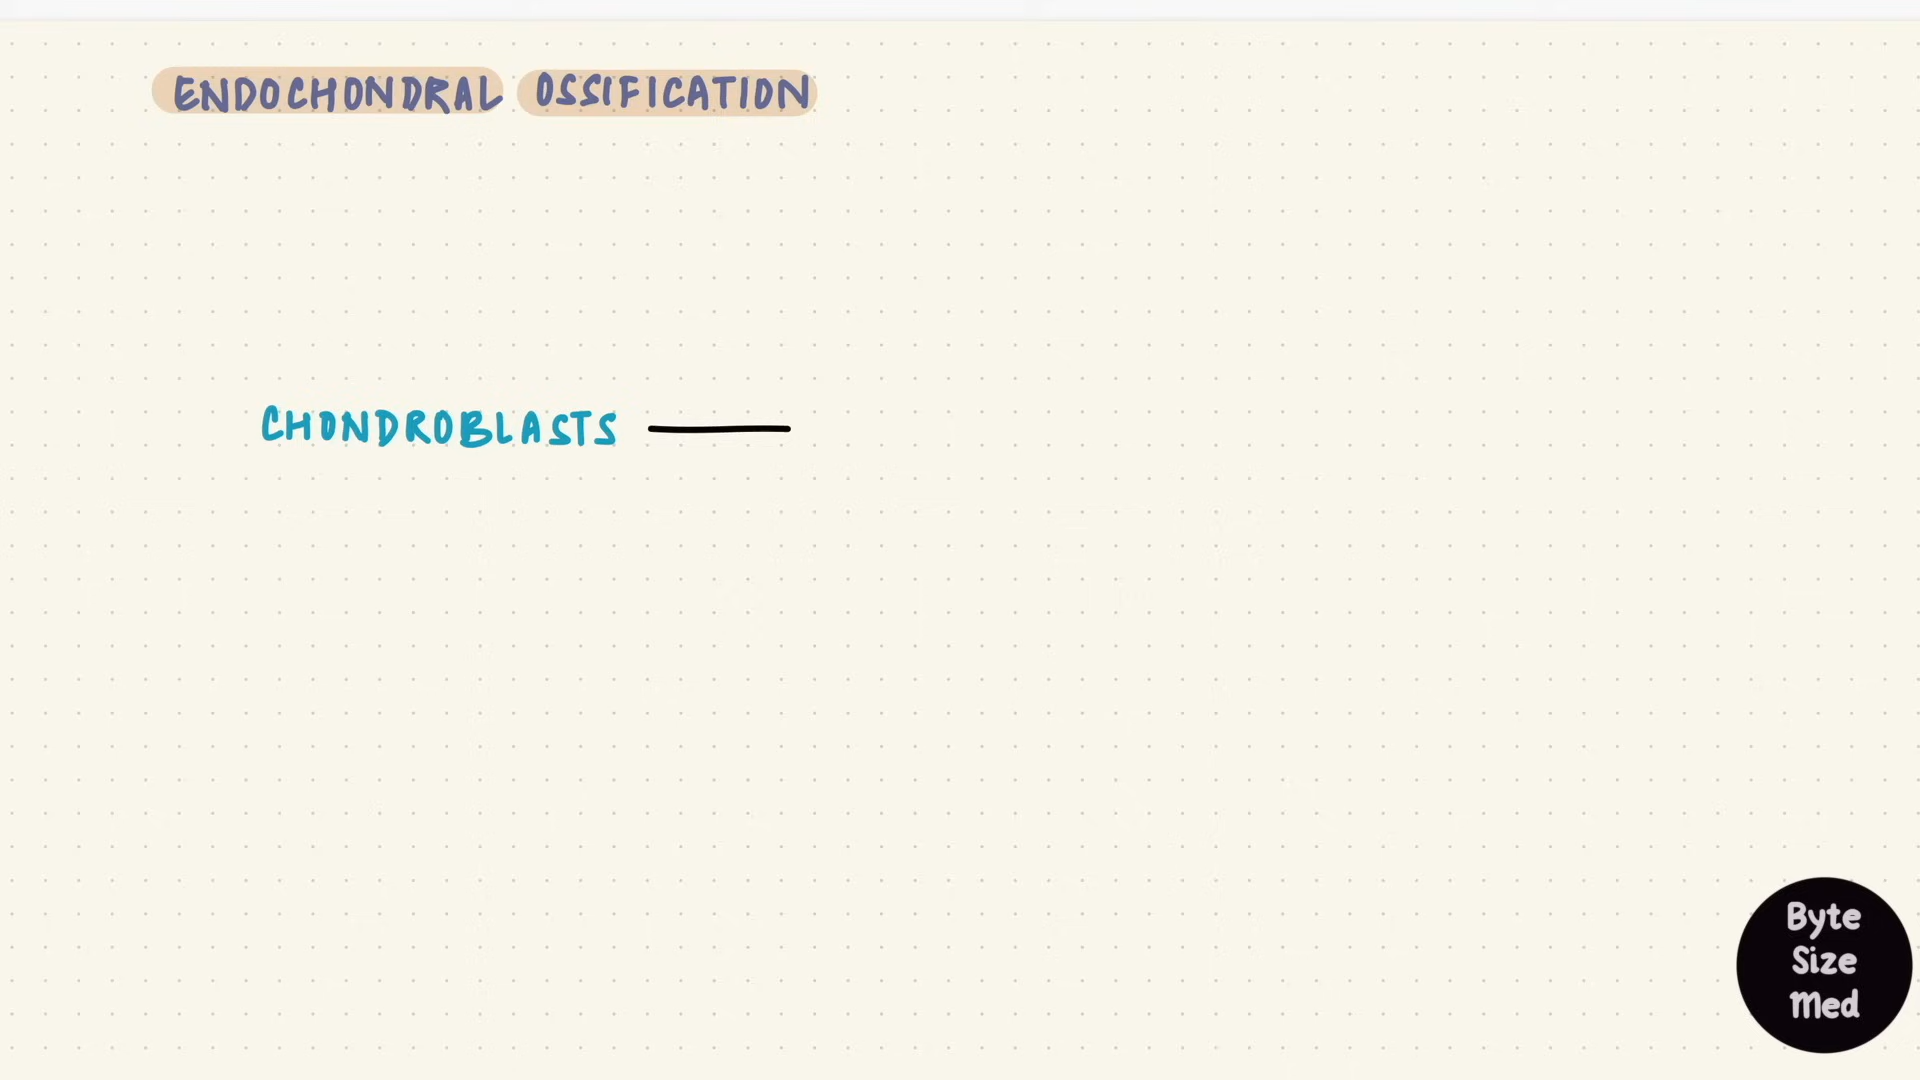 ENDOCHONDRAL OSSIFICATION
CHONDROBLASTS
Byte
Size
Med